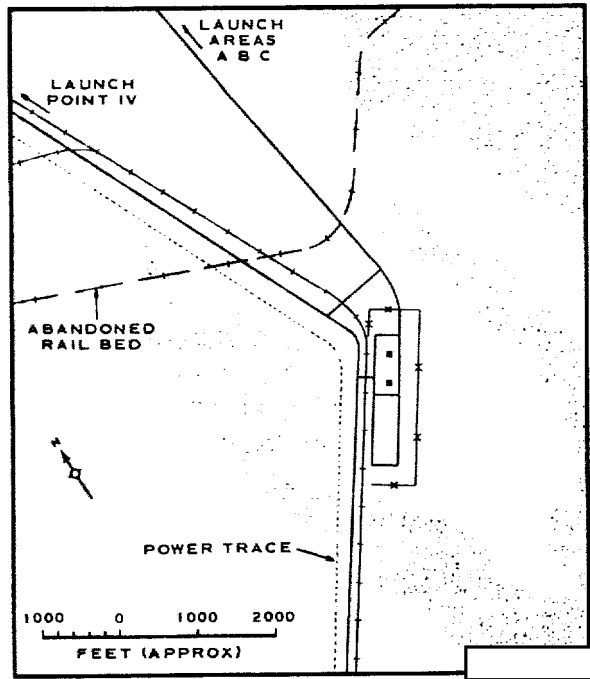 LAUNCH
AREAS
A B C
LAUNCH
POINT IV
ABANDONED
RAIL BED
N
POWER TRACE
1000 0 1000 2000
FEET (APPROX)